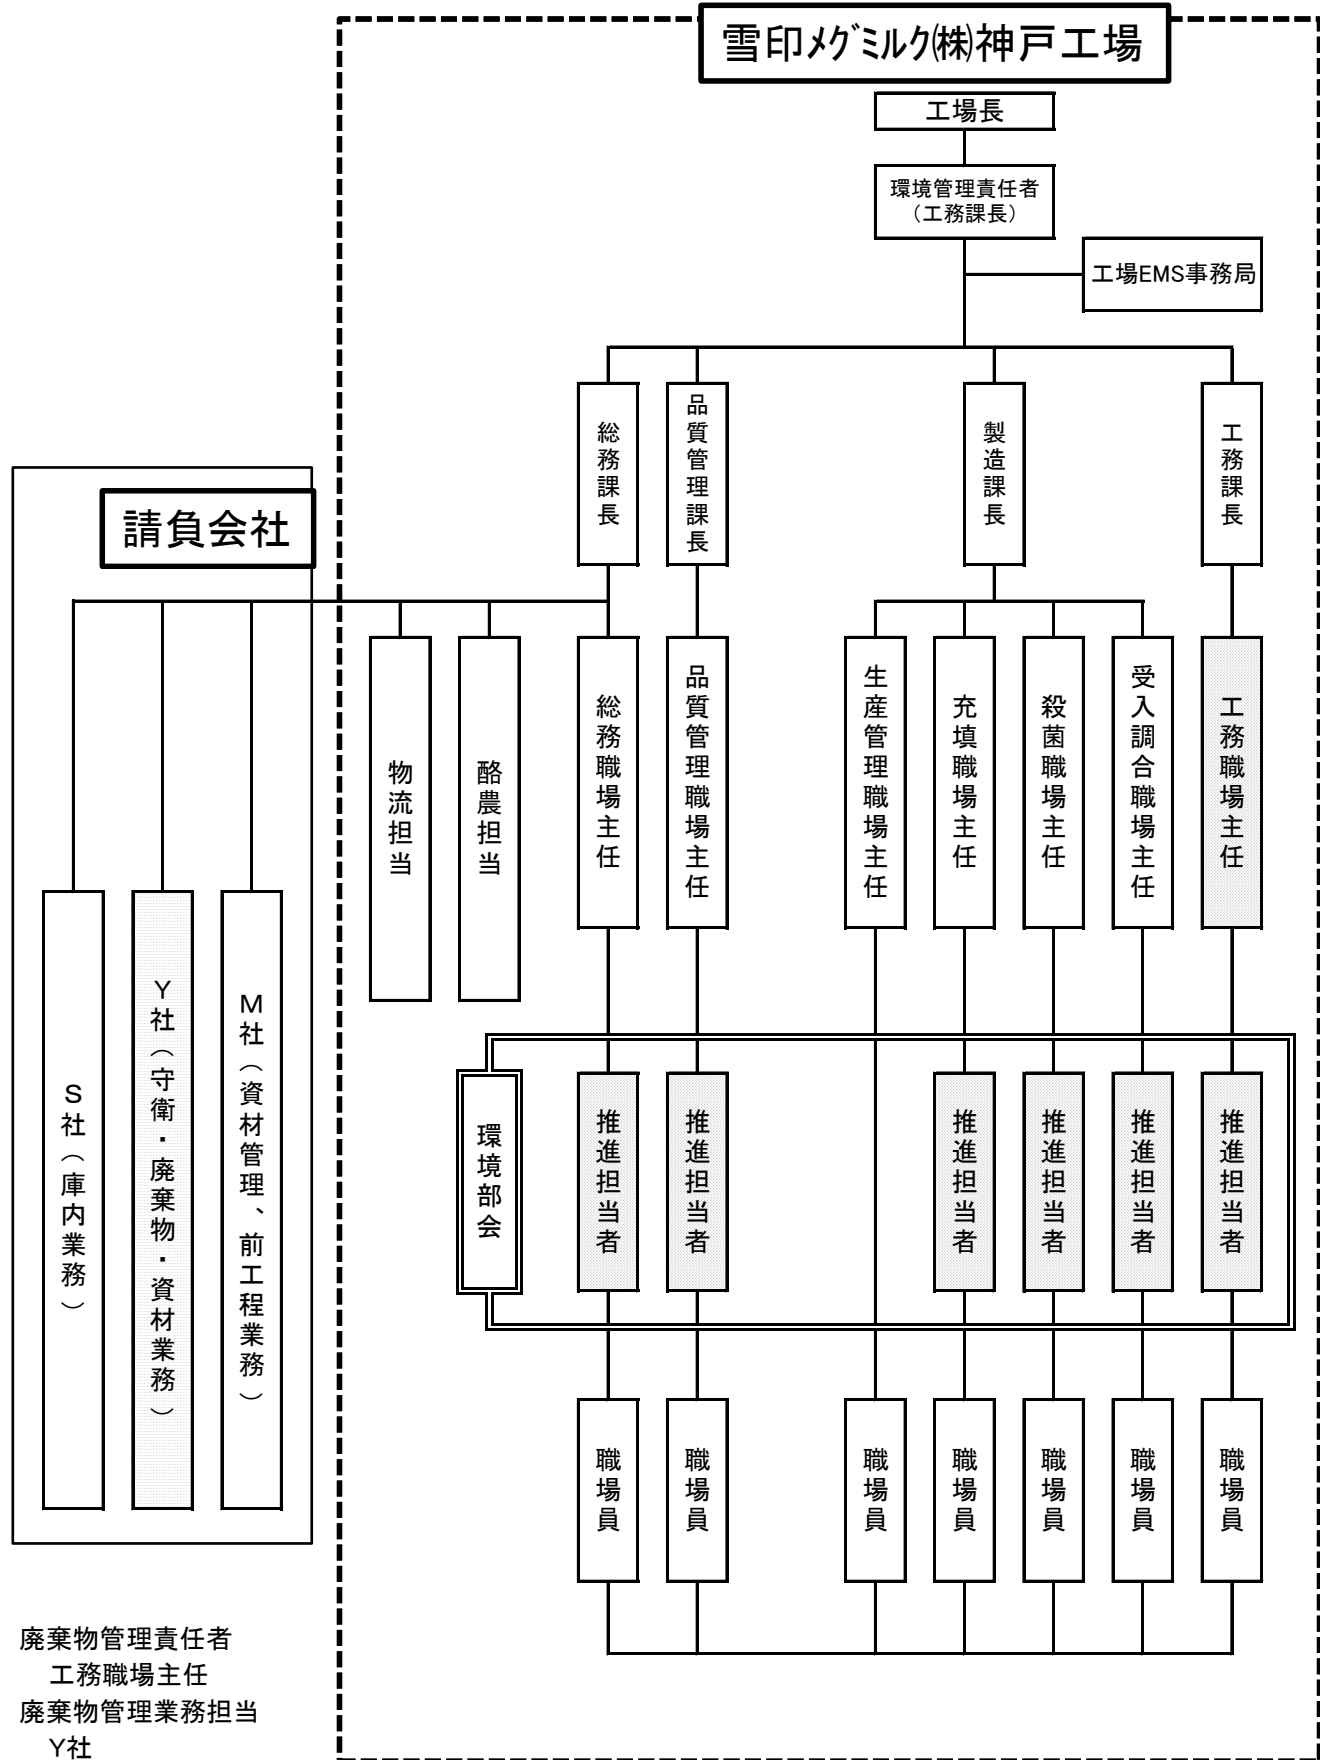 雪印ﾒｸﾞﾐﾙｸ㈱神戸工場
工場長
環境管理責任者
（工務課長）
工場EMS事務局
総務課長
品質管理課長
製造課長
工務課長
請負会社
物流担当
酪農担当
総務職場主任
品質管理職場主任
生産管理職場主任
充填職場主任
殺菌職場主任
受入調合職場主任
工務職場主任
S社（庫内業務）
Y社（守衛・廃棄物・資材業務）
M社（資材管理、前工程業務）
環境部会
推進担当者
推進担当者
推進担当者
推進担当者
推進担当者
推進担当者
職場員
職場員
職場員
職場員
職場員
職場員
職場員
廃棄物管理責任者
工務職場主任
廃棄物管理業務担当
Y社